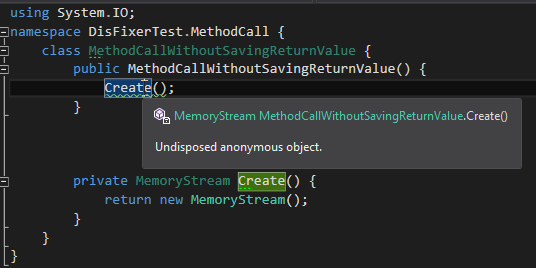 using System.IO;
namespace DisFixerTest.MethodCall {
class MethodCallWithoutSavingReturnValue {
public MethodCallWithoutSavingReturnValue() {
Create();
}
MemoryStream MethodCallWithoutSavingReturnValue.Create()
Undisposed anonymous object.
private MemoryStream Create() {
return new MemoryStream();
}
}
}